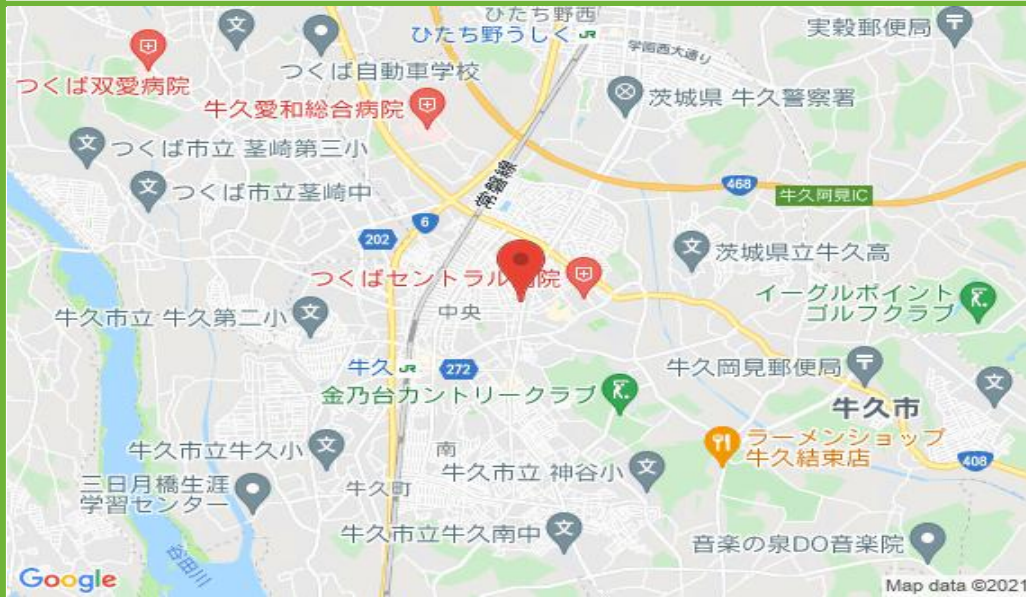 ひたち野西
ひたち野うしく JR
実穀郵便局
学園西大通り
つくば双愛病院
つくば自動車学校
牛久愛和総合病院
茨城県 牛久警察署
つくば市立 茎崎第三小
つくば市立茎崎中
常磐線
468
牛久阿見IC
6
202
茨城県立牛久高
つくばセントラル病院
イーグルポイント
ゴルフクラブ
中央
牛久市立 牛久第二小
牛久 JR
272
牛久岡見郵便局
金乃台カントリークラブ
牛久市
ラーメンショップ
牛久結束店
408
牛久市立牛久小
南
牛久市立 神谷小
三日月橋生涯
学習センター
牛久町
牛久市立牛久南中
音楽の泉DO音楽院
谷田川
Google
Map data ©2021